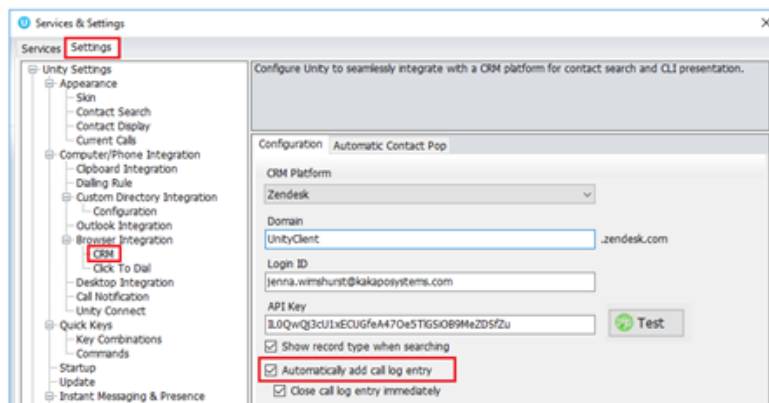 Services & Settings
Services Settings
Unity Settings
Appearance
Skin
Contact Search
Contact Display
Current Calls
Computer/Phone Integration
Clipboard Integration
Dialling Rule
Custom Directory Integration
Configuration
Outlook Integration
Browser Integration
CRM
Click To Dial
Desktop Integration
Call Notification
Unity Connect
Quick Keys
Key Combinations
Commands
Startup
Update
Instant Messaging & Presence
Configure Unity to seamlessly integrate with a CRM platform for contact search and CLI presentation.
Configuration Automatic Contact Pop
CRM Platform
Zendesk
Domain
UnityClient .zendesk.com
Login ID
jenna.wimshurst@kakaposystems.com
API Key
Test
Show record type when searching
Automatically add call log entry
Close call log entry immediately